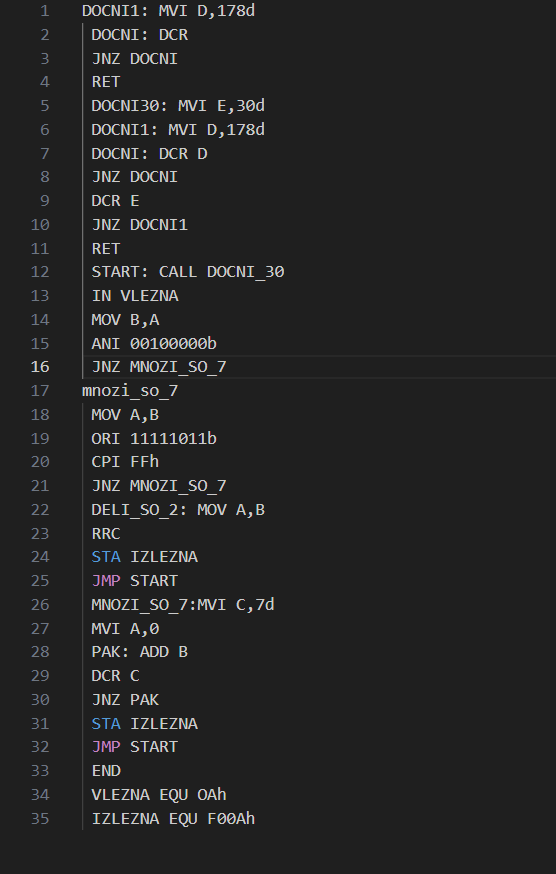 1 DOCNI1: MVI D,178d
2 DOCNI: DCR
3 JNZ DOCNI
4 RET
5 DOCNI30: MVI E,30d
6 DOCNI1: MVI D,178d
7 DOCNI: DCR D
8 JNZ DOCNI
9 DCR E
10 JNZ DOCNI1
11 RET
12 START: CALL DOCNI_30
13 IN VLEZNA
14 MOV B,A
15 ANI 00100000b
16 JNZ MNOZI_SO_7
17 mnozi_so_7
18 MOV A,B
19 ORI 11111011b
20 CPI FFh
21 JNZ MNOZI_SO_7
22 DELI_SO_2: MOV A,B
23 RRC
24 STA IZLEZNA
25 JMP START
26 MNOZI_SO_7:MVI C,7d
27 MVI A,0
28 PAK: ADD B
29 DCR C
30 JNZ PAK
31 STA IZLEZNA
32 JMP START
33 END
34 VLEZNA EQU OAh
35 IZLEZNA EQU F00Ah